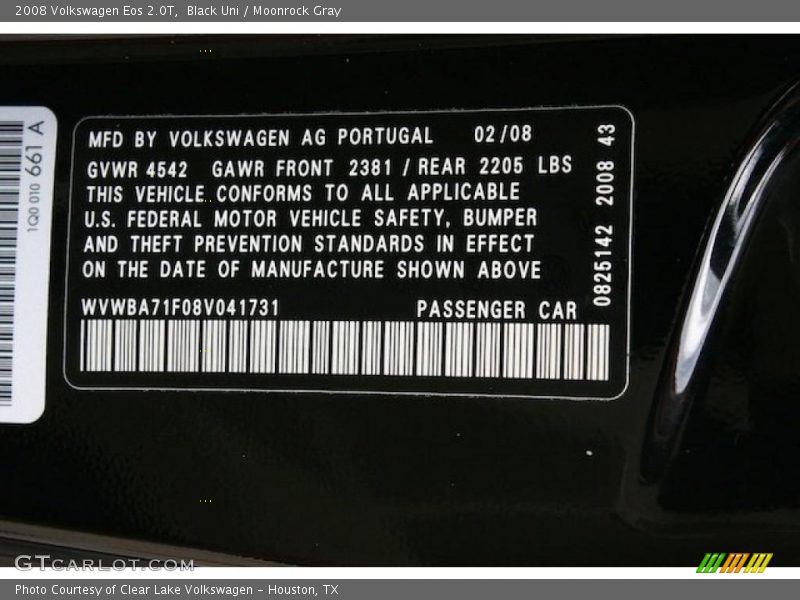 2008 Volkswagen Eos 2.0T, Black Uni / Moonrock Gray
MFD BY VOLKSWAGEN AG PORTUGAL 02/08
GVWR 4542 GAWR FRONT 2381 / REAR 2205 LBS
THIS VEHICLE CONFORMS TO ALL APPLICABLE
U.S. FEDERAL MOTOR VEHICLE SAFETY, BUMPER
AND THEFT PREVENTION STANDARDS IN EFFECT
ON THE DATE OF MANUFACTURE SHOWN ABOVE
WVWBA71F08V041731 PASSENGER CAR
0825142 2008 43
1Q0 010 661 A
GTCARLOT.COM
Photo Courtesy of Clear Lake Volkswagen - Houston, TX